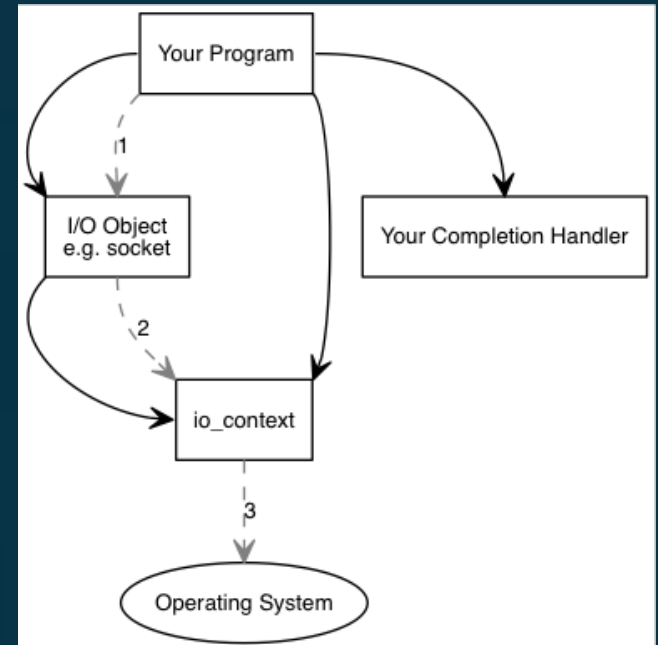 Your Program
1
I/O Object
e.g. socket
Your Completion Handler
2
io_context
3
Operating System